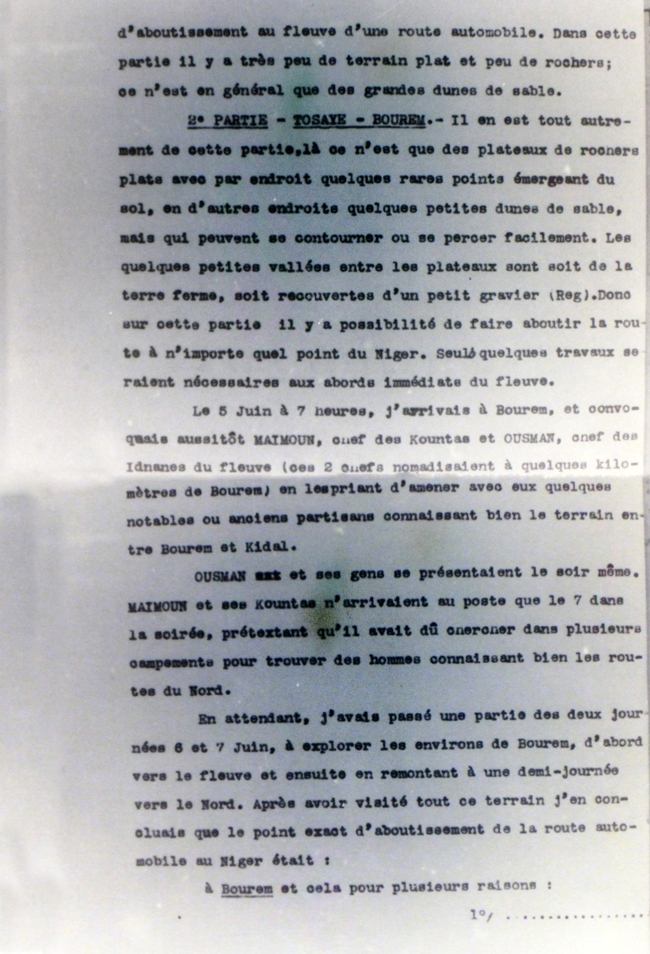 d'aboutissement au fleuve d'une route automobile. Dans cette
partie il y a très peu de terrain plat et peu de rochers;
ce n'est en général que des grandes dunes de sable.
2e PARTIE - TOSAYE - BOUREM.- Il en est tout autre-
ment de cette partie,là ce n'est que des plateaux de rochers
plats avec par endroit quelques rares points émergeant du
sol, en d'autres endroits quelques petites dunes de sable,
mais qui peuvent se contourner ou se percer facilement. Les
quelques petites vallées entre les plateaux sont soit de la
terre ferme, soit recouvertes d'un petit gravier (Reg).Donc
sur cette partie il y a possibilité de faire aboutir la rou-
te à n'importe quel point du Niger. Seuls quelques travaux se
raient nécessaires aux abords immédiats du fleuve.
Le 5 Juin à 7 heures, j'arrivais à Bourem, et convo-
quais aussitôt MAIMOUN, chef des Kountas et OUSMAN, chef des
Idnanes du fleuve (ces 2 chefs nomadisaient à quelques kilo-
mètres de Bourem) en lespriant d'amener avec eux quelques
notables ou anciens partisans connaissant bien le terrain en-
tre Bourem et Kidal.
OUSMAN et ses gens se présentaient le soir même.
MAIMOUN et ses Kountas n'arrivaient au poste que le 7 dans
la soirée, prétextant qu'il avait dû chercher dans plusieurs
campements pour trouver des hommes connaissant bien les rou-
tes du Nord.
En attendant, j'avais passé une partie des deux jour-
nées 6 et 7 Juin, à explorer les environs de Bourem, d'abord
vers le fleuve et ensuite en remontant à une demi-journée
vers le Nord. Après avoir visité tout ce terrain j'en con-
cluais que le point exact d'aboutissement de la route auto-
mobile au Niger était :
à Bourem et cela pour plusieurs raisons :
1°/ ................